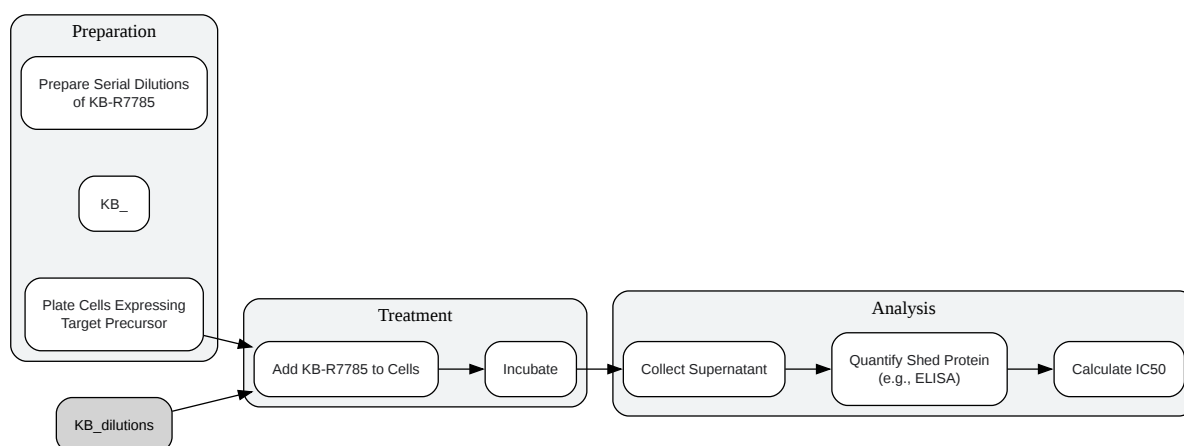 Preparation
Prepare Serial Dilutions
of KB-R7785
KB_
Plate Cells Expressing
Target Precursor
KB_dilutions
Treatment
Add KB-R7785 to Cells
Incubate
Analysis
Collect Supernatant
Quantify Shed Protein
(e.g., ELISA)
Calculate IC50